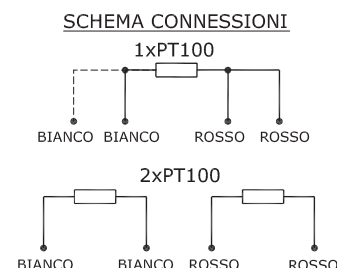 SCHEMA CONNESSIONI
1xPT100
BIANCO BIANCO ROSSO ROSSO
2xPT100
BIANCO BIANCO ROSSO ROSSO